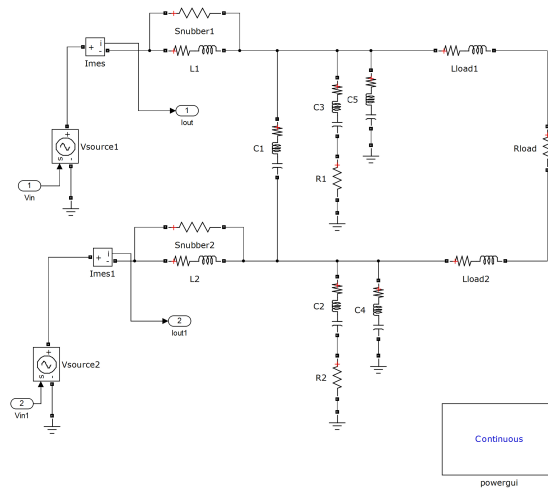 Snubber1
i
+
-
Imes
L1
Lload1
1
Iout
C3
C5
C1
+
Vsource1
s
-
Rload
1
Vin
R1
Snubber2
i
+
-
Imes1
L2
Lload2
2
Iout1
C2
C4
+
Vsource2
s
-
R2
2
Vin1
Continuous
powergui